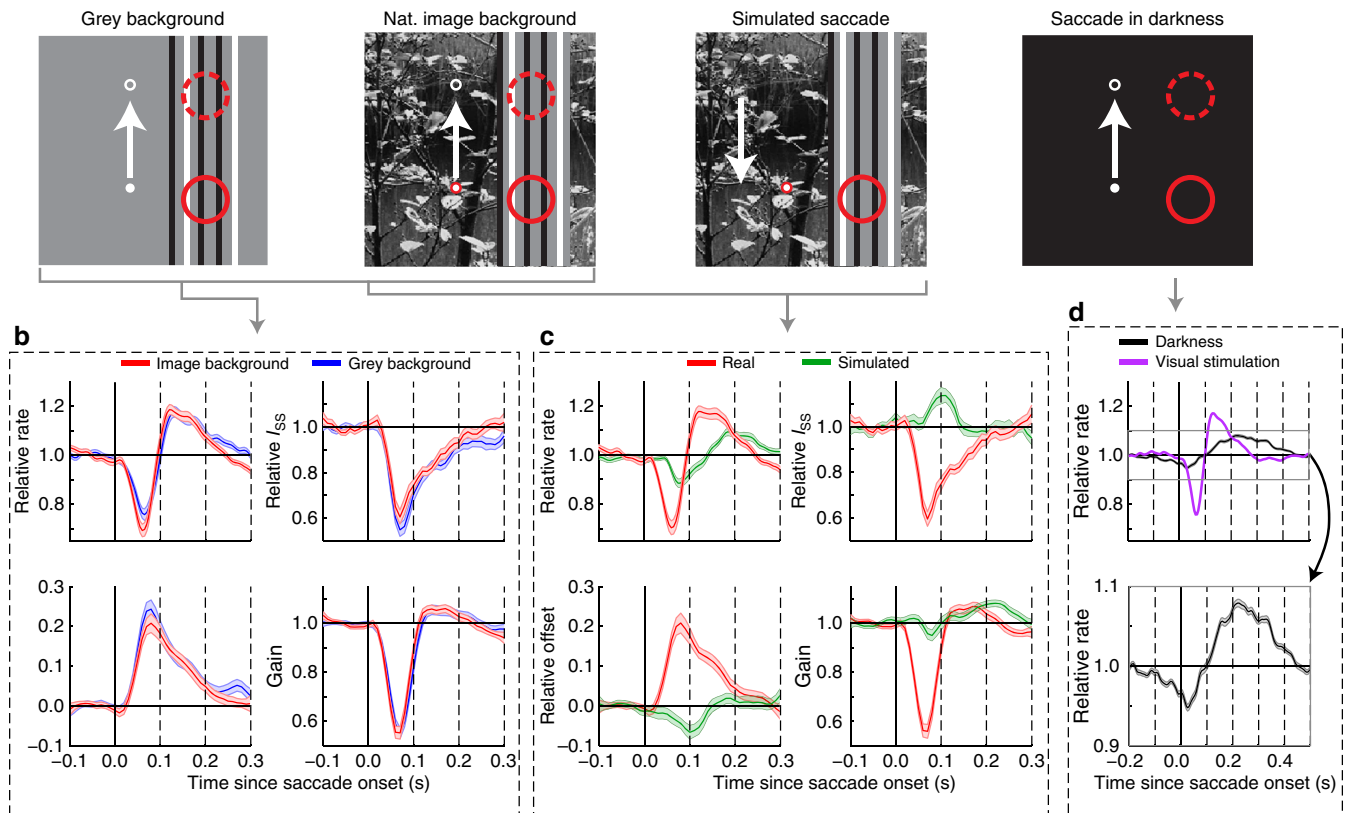 Grey background
Nat. image background
Simulated saccade
Saccade in darkness
b
Image background
Grey background
Relative rate
1.2
1.0
0.8
Relative ISS
1.0
0.8
0.6
0.3
0.2
0.1
0.0
−0.1
Gain
1.0
0.8
0.6
−0.1
0.0
0.1
0.2
0.3
−0.1
0.0
0.1
0.2
0.3
Time since saccade onset (s)
c
Real
Simulated
Relative rate
1.2
1.0
0.8
Relative ISS
1.0
0.8
0.6
Relative offset
0.3
0.2
0.1
0.0
−0.1
Gain
1.0
0.8
0.6
−0.1
0.0
0.1
0.2
0.3
−0.1
0.0
0.1
0.2
0.3
Time since saccade onset (s)
d
Darkness
Visual stimulation
Relative rate
1.2
1.0
0.8
Relative rate
1.1
1.0
0.9
−0.2
0.0
0.2
0.4
Time since saccade onset (s)